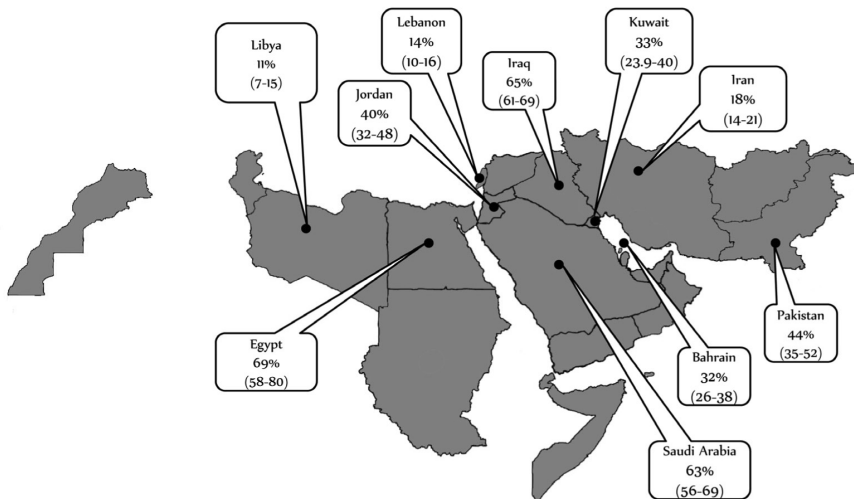 Libya
11%
(7-15)
Lebanon
14%
(10-16)
Jordan
40%
(32-48)
Iraq
65%
(61-69)
Kuwait
33%
(23.9-40)
Iran
18%
(14-21)
Egypt
69%
(58-80)
Saudi Arabia
63%
(56-69)
Bahrain
32%
(26-38)
Pakistan
44%
(35-52)